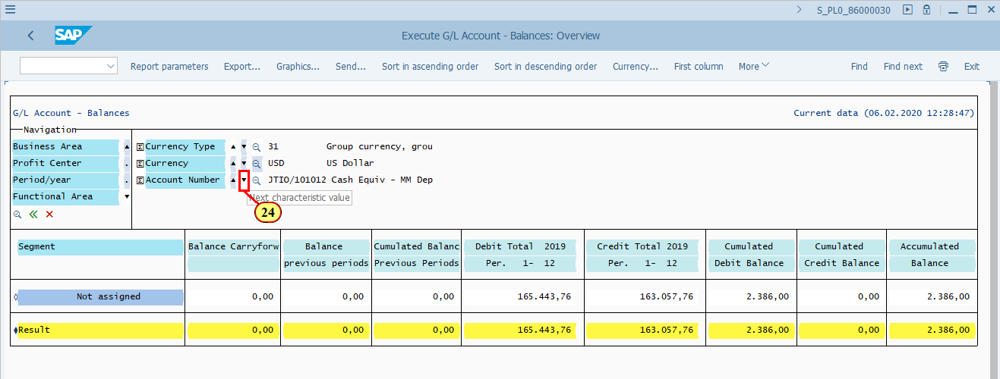 S_PL0_86000030
SAP
Execute G/L Account - Balances: Overview
Report parameters Export... Graphics... Send... Sort in ascending order Sort in descending order Currency... First column More Find Find next Exit
G/L Account - Balances Current data (06.02.2020 12:28:47)
Navigation
Business Area Currency Type 31 Group currency, grou
Profit Center Currency USD US Dollar
Period/year Account Number JTIO/101012 Cash Equiv - MM Dep
Functional Area Next characteristic value
24
Segment Balance Carryforw Balance Cumulated Balanc Debit Total 2019 Credit Total 2019 Cumulated Cumulated Accumulated
previous periods Previous Periods Per. 1- 12 Per. 1- 12 Debit Balance Credit Balance Balance
Not assigned 0,00 0,00 0,00 165.443,76 163.057,76 2.386,00 0,00 2.386,00
Result 0,00 0,00 0,00 165.443,76 163.057,76 2.386,00 0,00 2.386,00